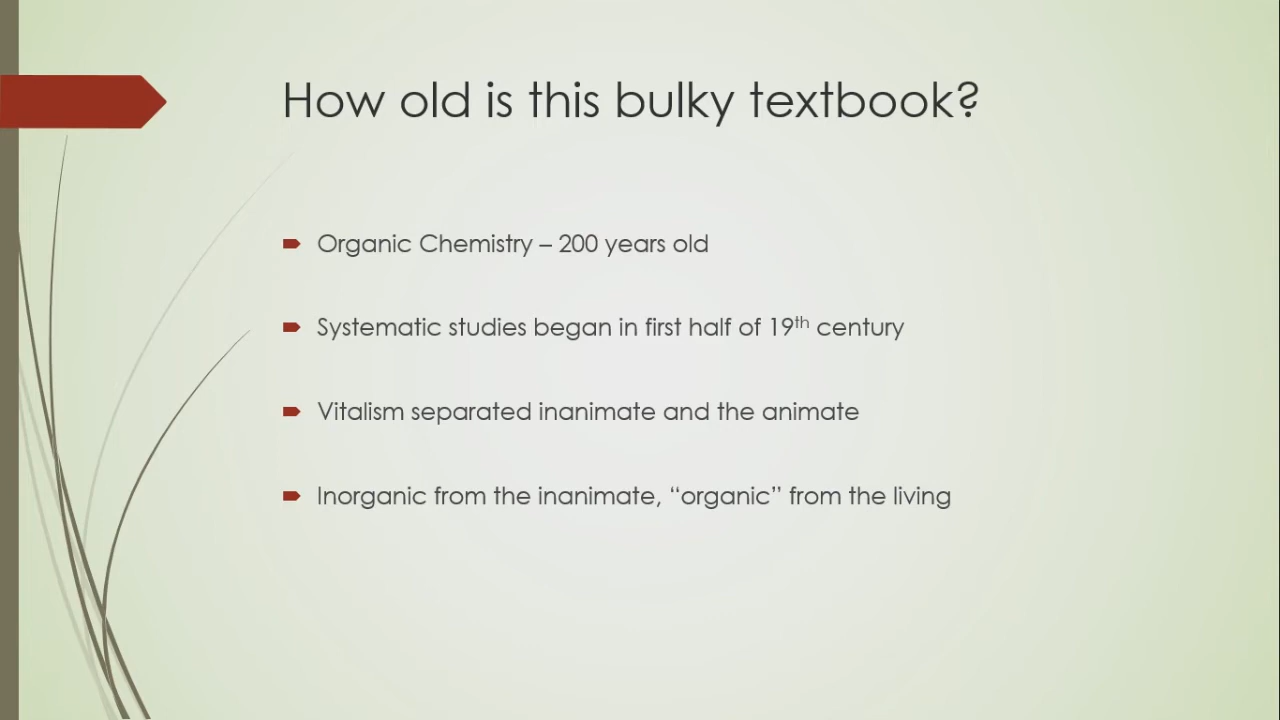 How old is this bulky textbook?
Organic Chemistry – 200 years old
Systematic studies began in first half of 19th century
Vitalism separated inanimate and the animate
Inorganic from the inanimate, “organic” from the living